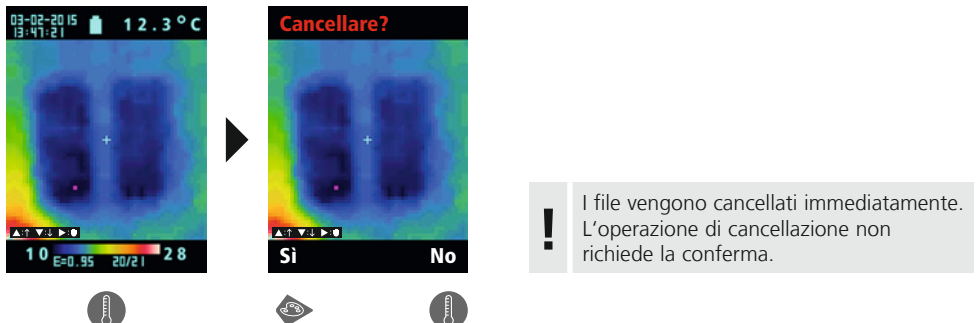 03-02-2015
13:47:21
12.3°C
▲:↑ ▼:↓ ▶:
10
E=0.95
20/21
28
Cancellare?
▲:↑ ▼:↓ ▶:
Sì
No
!
I file vengono cancellati immediatamente.
L'operazione di cancellazione non
richiede la conferma.